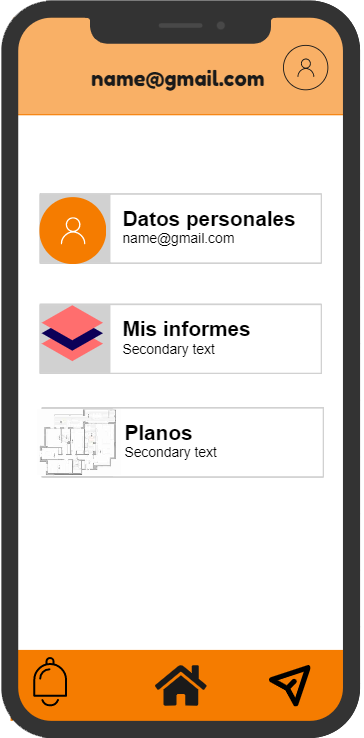 name@gmail.com
Datos personales
name@gmail.com
Mis informes
Secondary text
Planos
Secondary text